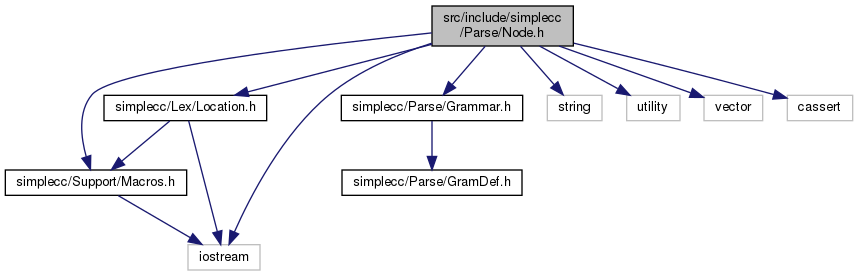 src/include/simplecc
/Parse/Node.h
simplecc/Lex/Location.h
simplecc/Parse/Grammar.h
string
utility
vector
cassert
simplecc/Support/Macros.h
simplecc/Parse/GramDef.h
iostream